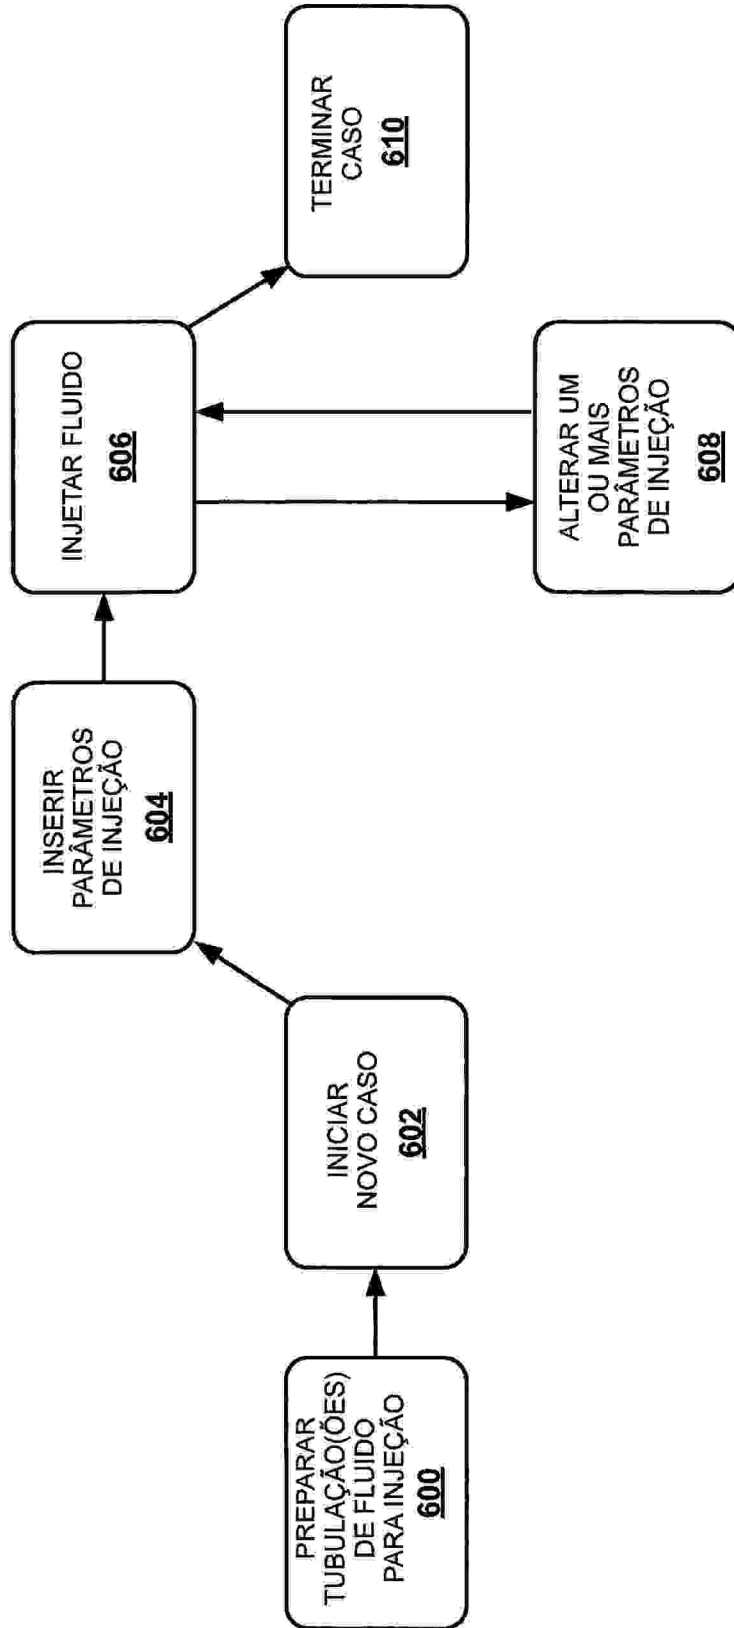 PREPARAR
TUBULAÇÃO(ÕES)
DE FLUIDO
PARA INJEÇÃO
600
INICIAR
NOVO CASO
602
INSERIR
PARÂMETROS
DE INJEÇÃO
604
INJETAR FLUIDO
606
ALTERAR UM
OU MAIS
PARÂMETROS
DE INJEÇÃO
608
TERMINAR
CASO
610